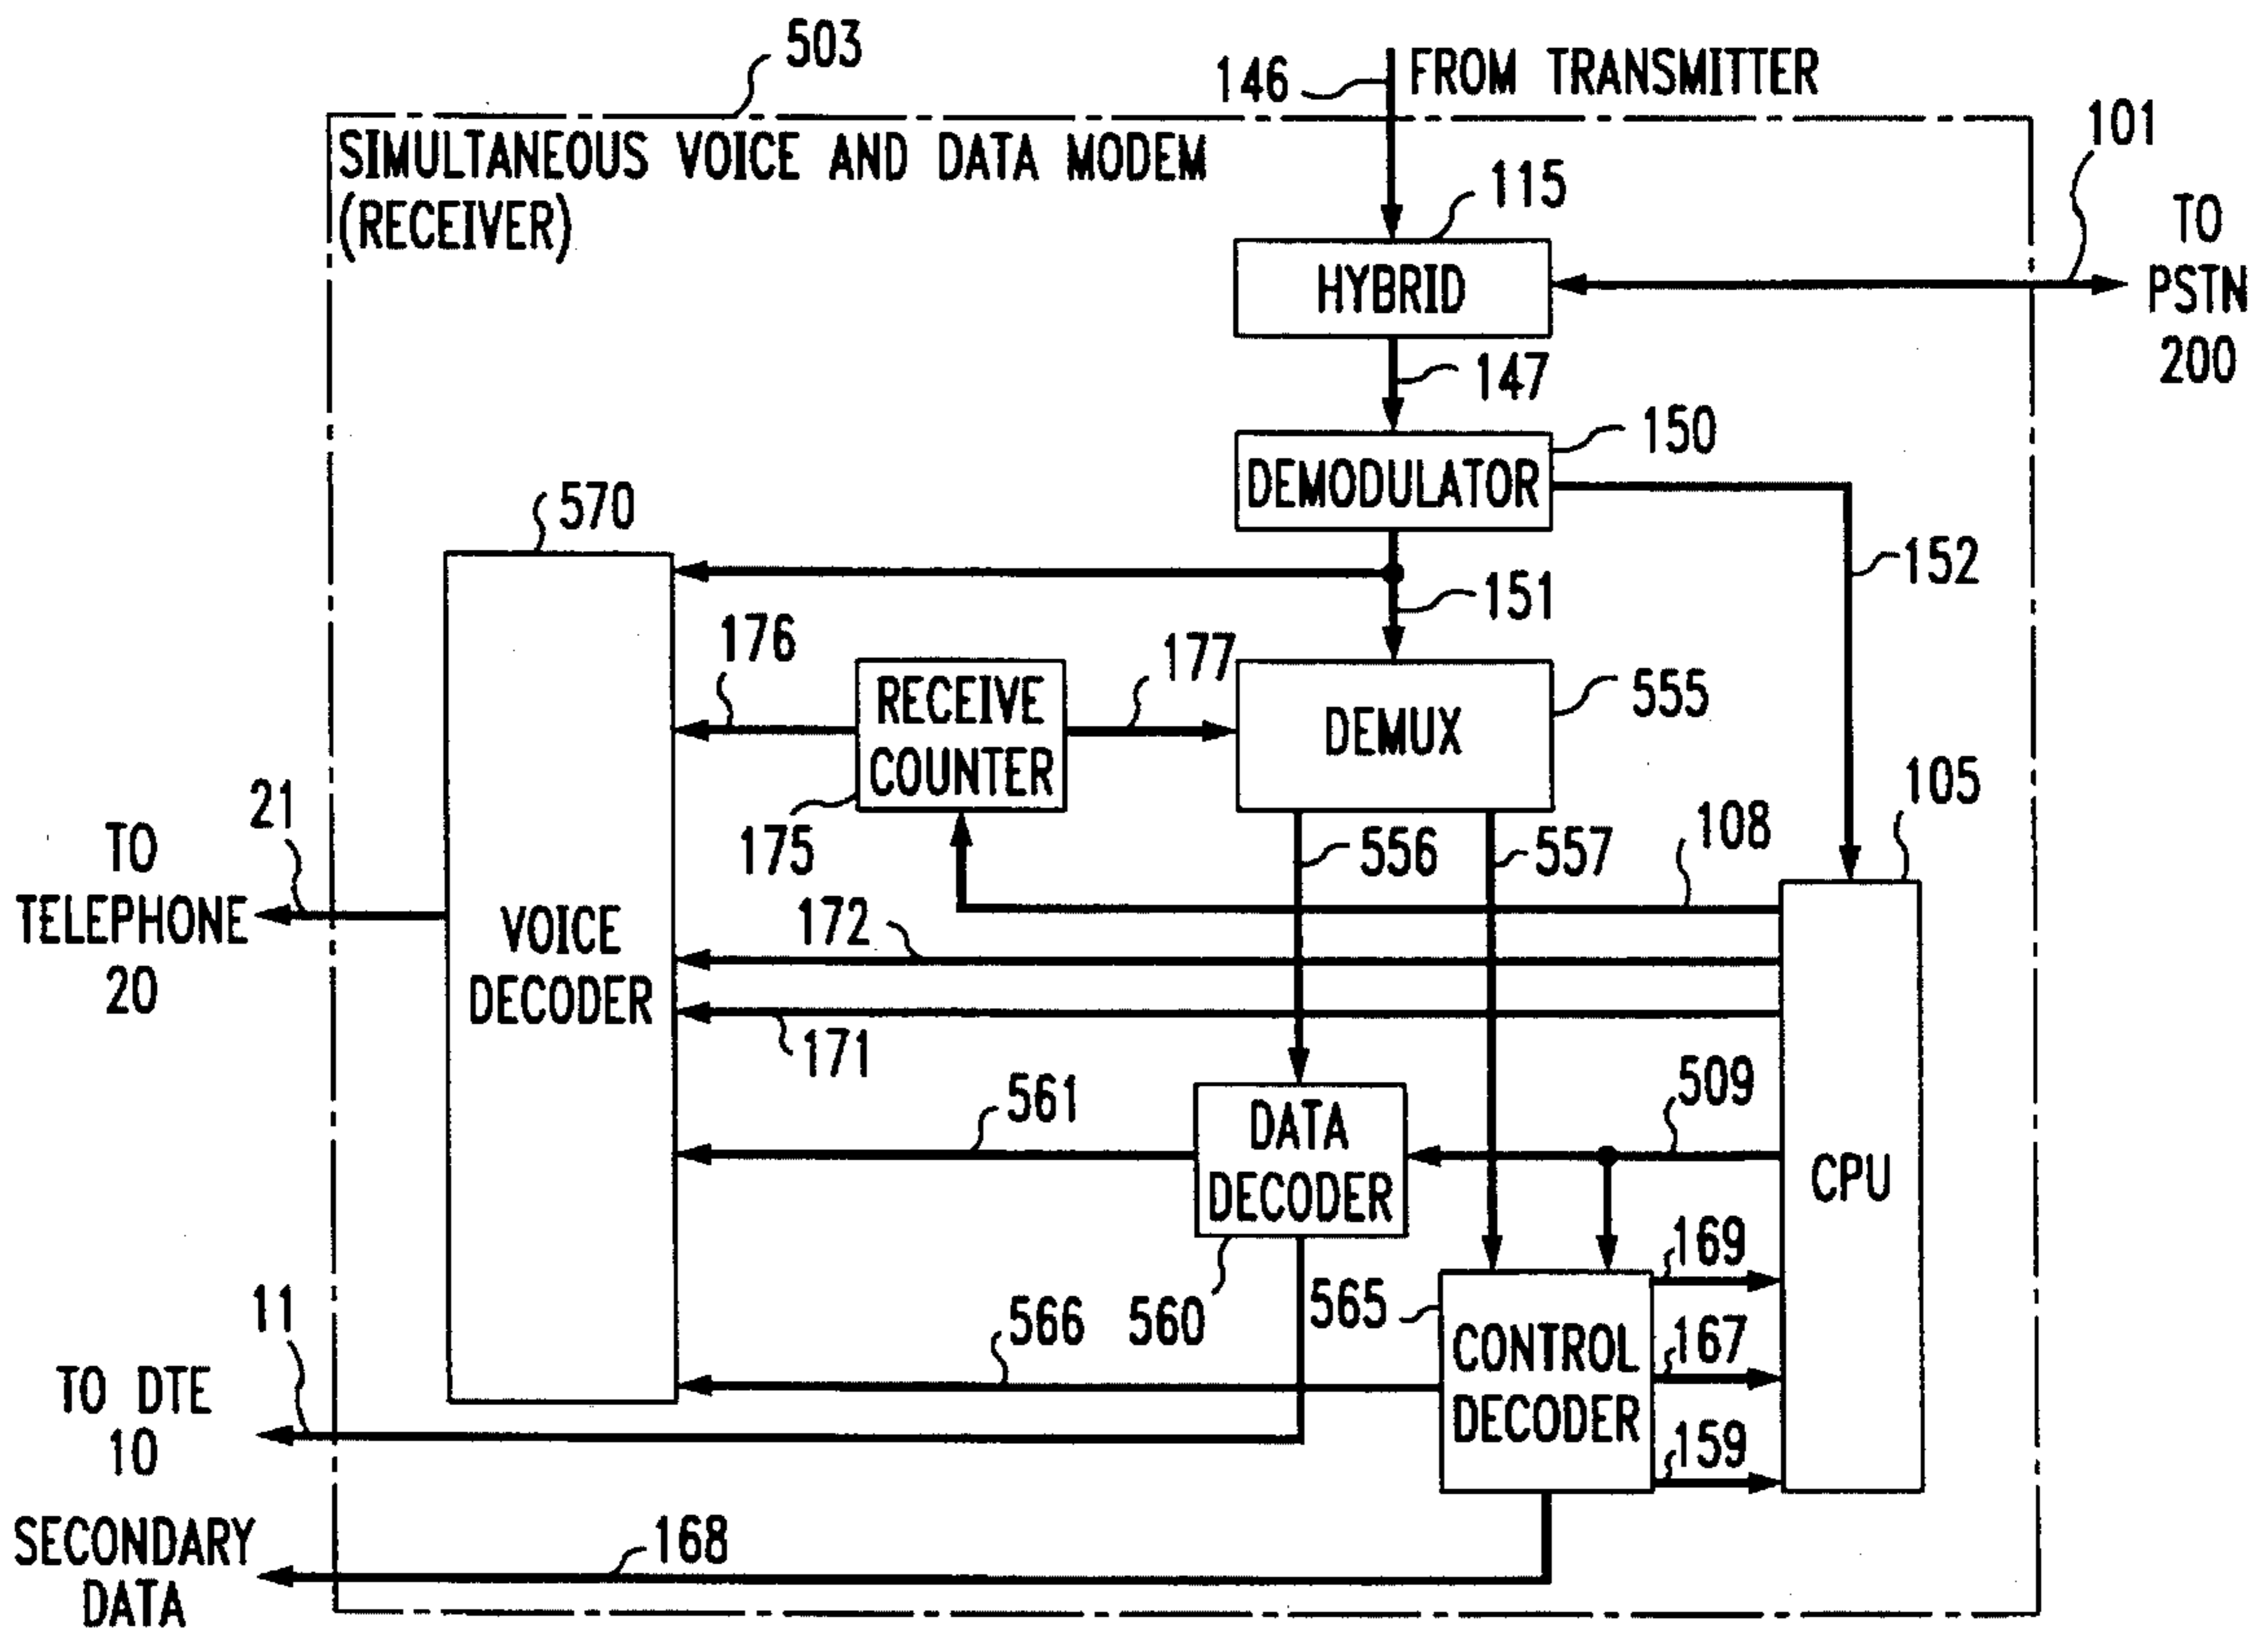 503
146
FROM TRANSMITTER
101
SIMULTANEOUS VOICE AND DATA MODEM
(RECEIVER)
115
TO
PSTN
200
HYBRID
147
150
DEMODULATOR
570
152
151
176
177
RECEIVE
COUNTER
175
DEMUX
555
105
21
TO
TELEPHONE
20
108
556
557
172
VOICE
DECODER
171
561
509
DATA
DECODER
CPU
169
11
566
560
565
167
CONTROL
DECODER
TO DTE
10
159
168
SECONDARY
DATA